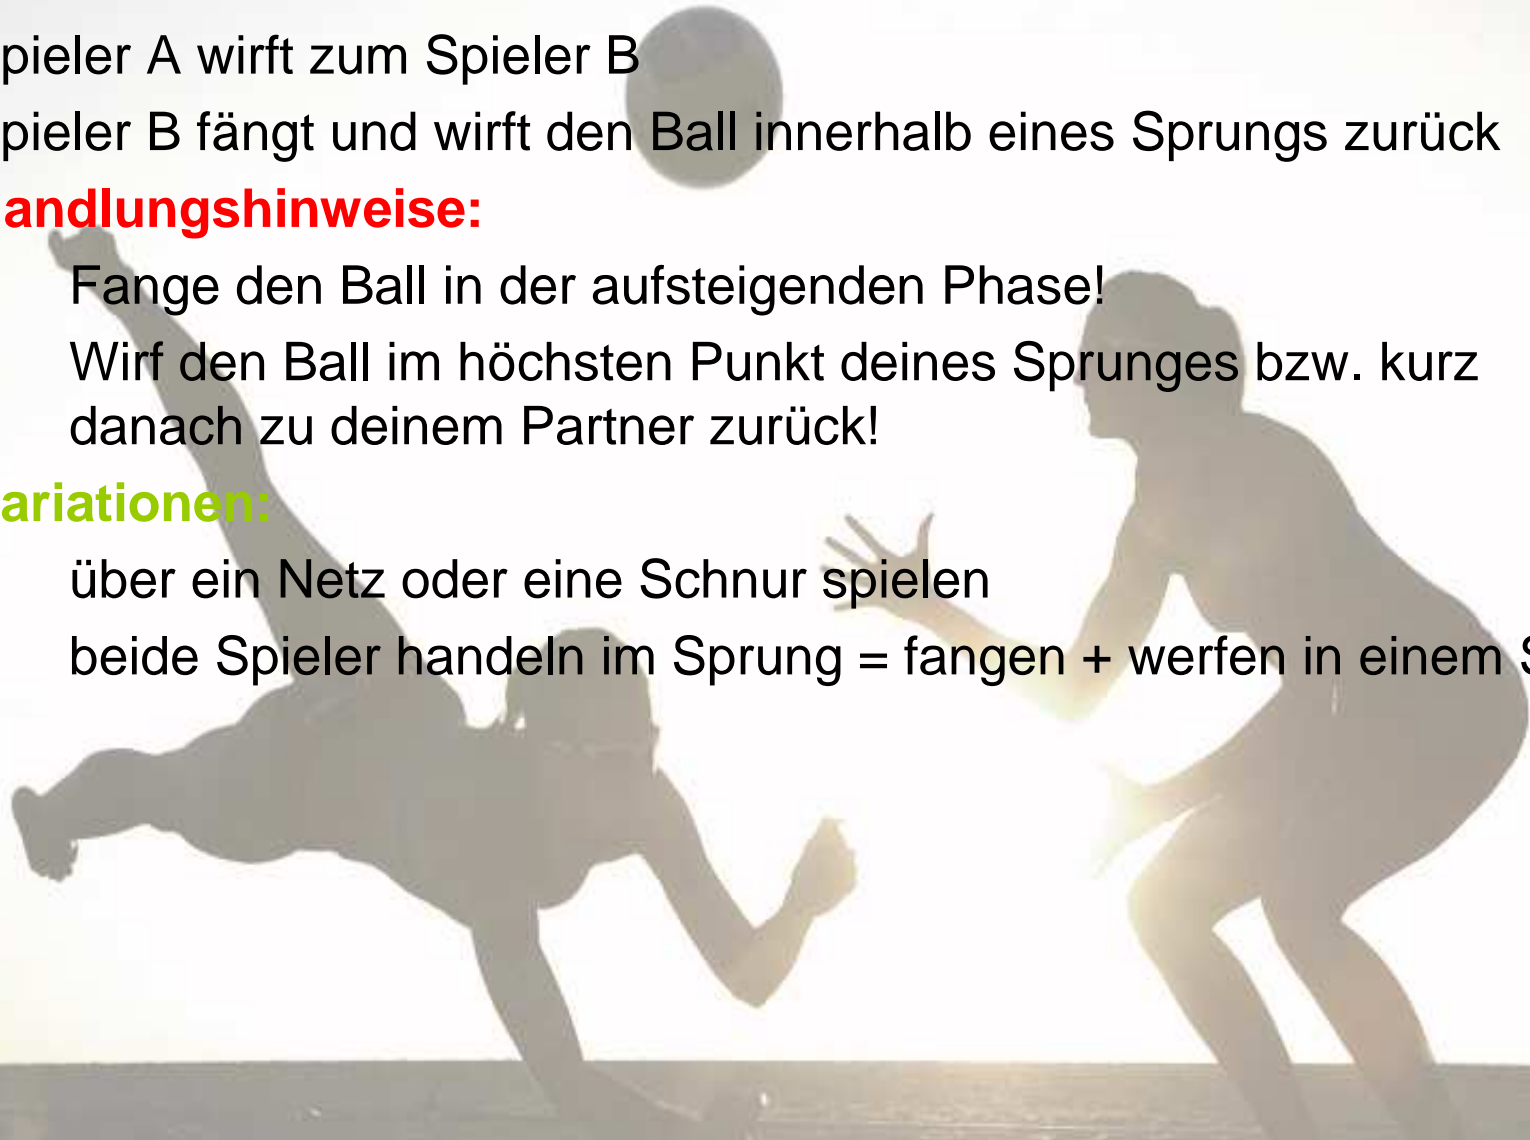 pieler A wirft zum Spieler B
pieler B fängt und wirft den Ball innerhalb eines Sprungs zurück
andlungshinweise:
Fange den Ball in der aufsteigenden Phase!
Wirf den Ball im höchsten Punkt deines Sprunges bzw. kurz
danach zu deinem Partner zurück!
ariationen:
über ein Netz oder eine Schnur spielen
beide Spieler handeln im Sprung = fangen + werfen in einem S